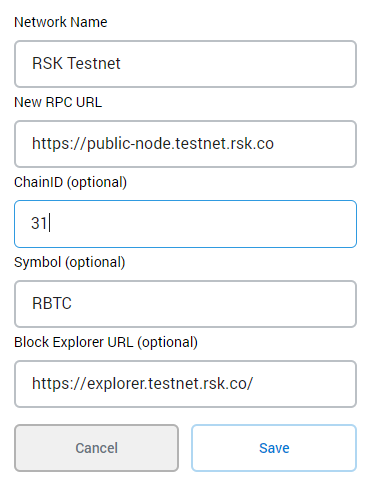 Network Name
RSK Testnet
New RPC URL
https://public-node.testnet.rsk.co
ChainID (optional)
31
Symbol (optional)
RBTC
Block Explorer URL (optional)
https://explorer.testnet.rsk.co/
Cancel Save